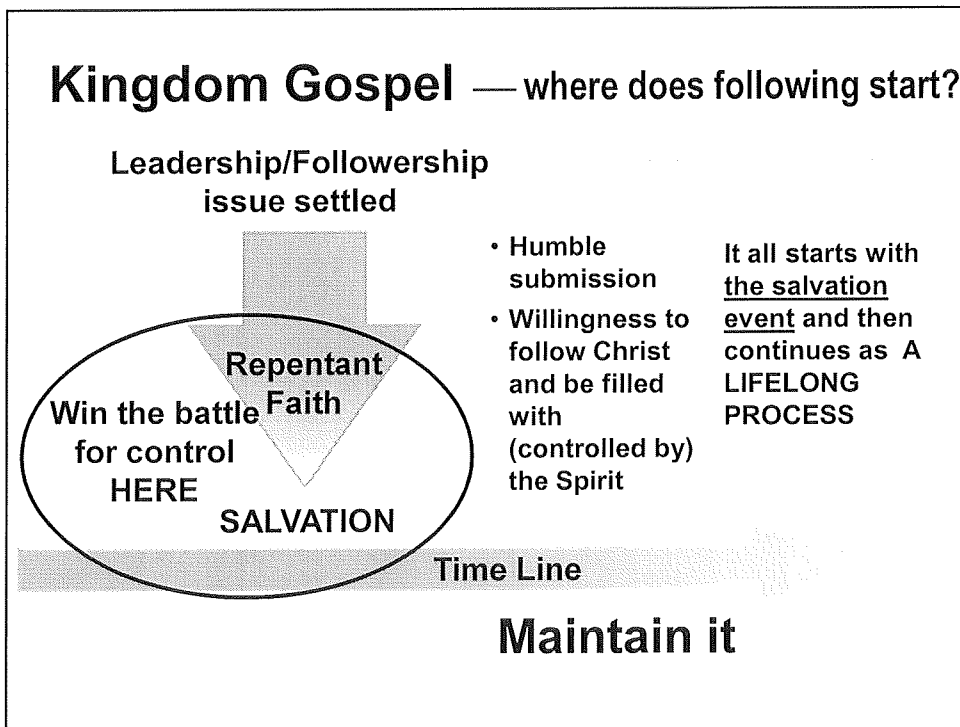 Kingdom Gospel — where does following start?
Leadership/Followership
issue settled
Repentant
Faith
Win the battle
for control
HERE
SALVATION
• Humble
submission
• Willingness to
follow Christ
and be filled
with
(controlled by)
the Spirit
It all starts with
the salvation
event and then
continues as A
LIFELONG
PROCESS
Time Line
Maintain it